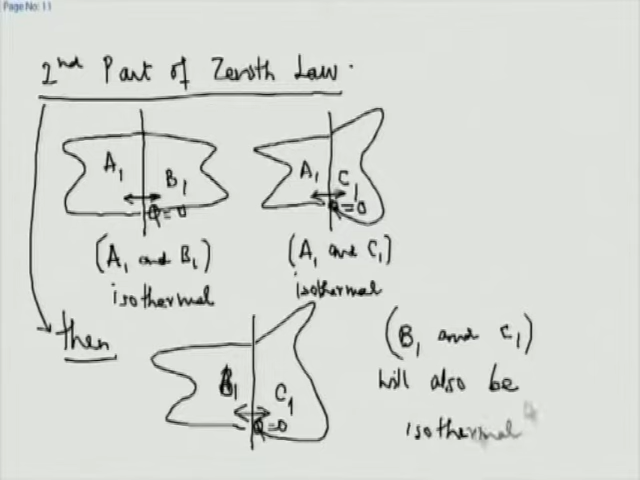 Page No: 11
2nd Part of Zeroth Law.
A1 B1
Q=0
A1 C1
Q=0
(A1 and B1)
isothermal
(A1 and C1)
isothermal
then
B1 C1
Q=0
(B1 and C1)
will also be
isothermal